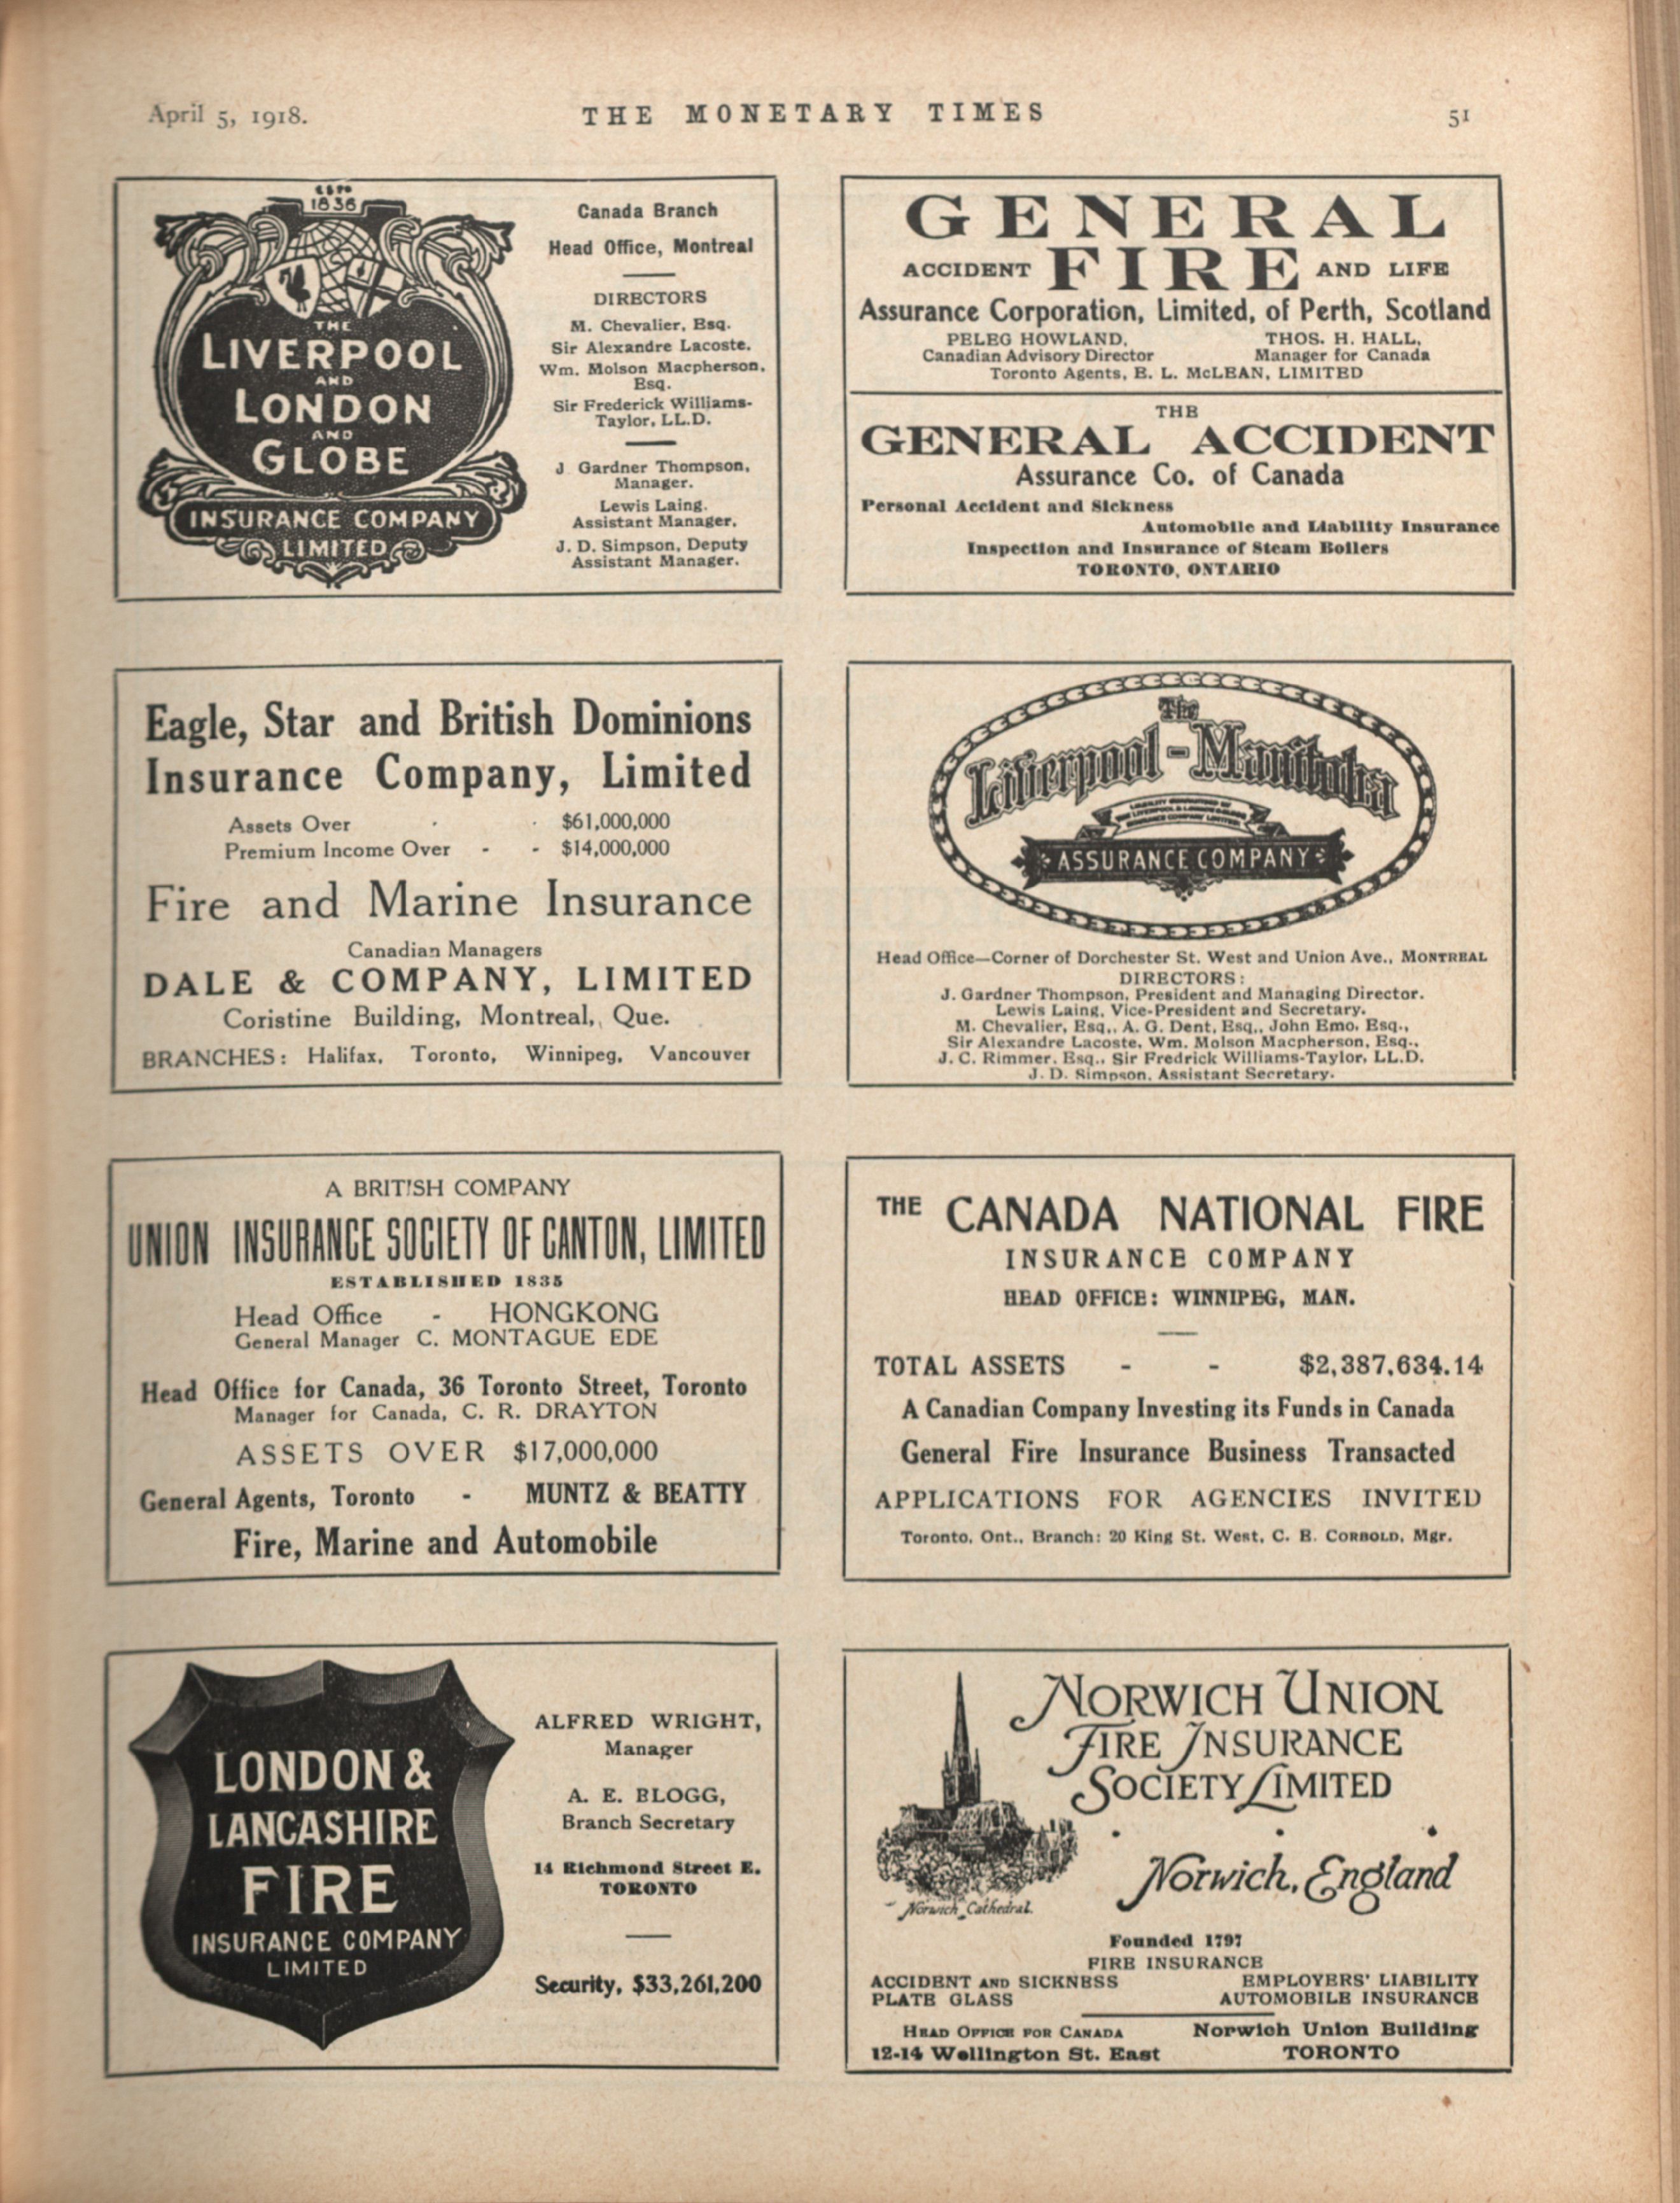 April 5, 1918.
THE MONETARY TIMES
51
ESTD
1836
THE
LIVERPOOL
AND
LONDON
AND
GLOBE
INSURANCE COMPANY
LIMITED
Canada Branch
Head Office, Montreal
DIRECTORS
M. Chevalier, Esq.
Sir Alexandre Lacoste.
Wm. Molson Macpherson,
Esq.
Sir Frederick Williams-
Taylor, LL.D.
J Gardner Thompson,
Manager.
Lewis Laing,
Assistant Manager.
J. D. Simpson, Deputy
Assistant Manager.
GENERAL
ACCIDENT FIRE AND LIFE
Assurance Corporation, Limited, of Perth, Scotland
PELEG HOWLAND, THOS. H. HALL,
Canadian Advisory Director Manager for Canada
Toronto Agents, E. L. McLEAN, LIMITED
THE
GENERAL ACCIDENT
Assurance Co. of Canada
Personal Accident and Sickness
Automobile and Liability Insurance
Inspection and Insurance of Steam Boilers
TORONTO, ONTARIO
Eagle, Star and British Dominions
Insurance Company, Limited
Assets Over - - $61,000,000
Premium Income Over - - $14,000,000
Fire and Marine Insurance
Canadian Managers
DALE & COMPANY, LIMITED
Coristine Building, Montreal, Que.
BRANCHES: Halifax, Toronto, Winnipeg, Vancouver
The
Liverpool-Manitoba
ASSURANCE COMPANY
Head Office—Corner of Dorchester St. West and Union Ave., MONTREAL
DIRECTORS:
J. Gardner Thompson, President and Managing Director.
Lewis Laing, Vice-President and Secretary.
M. Chevalier, Esq., A. G. Dent, Esq., John Emo, Esq.,
Sir Alexandre Lacoste, Wm. Molson Macpherson, Esq.,
J. C. Rimmer, Esq., Sir Fredrick Williams-Taylor, LL.D.
J. D. Simpson, Assistant Secretary.
A BRITISH COMPANY
UNION INSURANCE SOCIETY OF CANTON, LIMITED
ESTABLISHED 1835
Head Office - HONGKONG
General Manager C. MONTAGUE EDE
Head Office for Canada, 36 Toronto Street, Toronto
Manager for Canada, C. R. DRAYTON
ASSETS OVER $17,000,000
General Agents, Toronto - MUNTZ & BEATTY
Fire, Marine and Automobile
THE CANADA NATIONAL FIRE
INSURANCE COMPANY
HEAD OFFICE: WINNIPEG, MAN.
TOTAL ASSETS - - $2,387,634.14
A Canadian Company Investing its Funds in Canada
General Fire Insurance Business Transacted
APPLICATIONS FOR AGENCIES INVITED
Toronto, Ont., Branch: 20 King St. West, C. E. CORBOLD, Mgr.
LONDON &
LANCASHIRE
FIRE
INSURANCE COMPANY
LIMITED
ALFRED WRIGHT,
Manager
A. E. BLOGG,
Branch Secretary
14 Richmond Street E.
TORONTO
Security, $33,261,200
NORWICH UNION
FIRE INSURANCE
SOCIETY LIMITED
Norwich, England
Norwich Cathedral.
Founded 1797
FIRE INSURANCE
ACCIDENT AND SICKNESS EMPLOYERS' LIABILITY
PLATE GLASS AUTOMOBILE INSURANCE
HEAD OFFICE FOR CANADA Norwich Union Building
12-14 Wellington St. East TORONTO